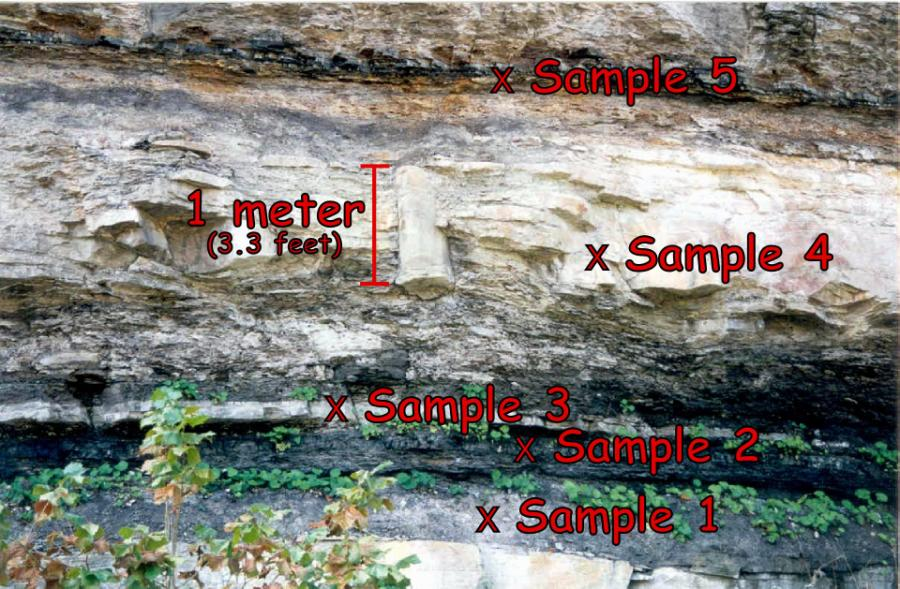 x Sample 5
1 meter
(3.3 feet)
x Sample 4
x Sample 3
x Sample 2
x Sample 1